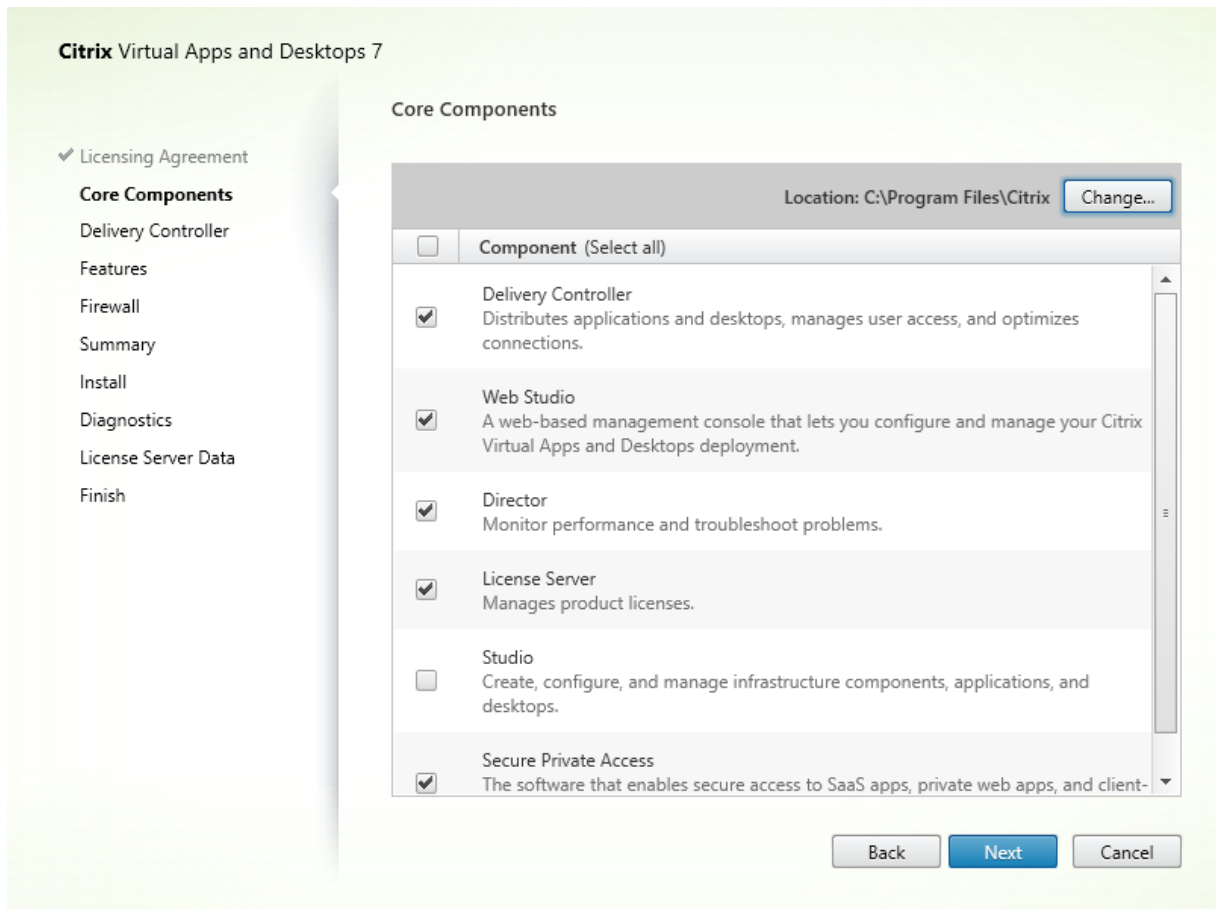 Citrix Virtual Apps and Desktops 7
Licensing Agreement
Core Components
Delivery Controller
Features
Firewall
Summary
Install
Diagnostics
License Server Data
Finish
Core Components
Location: C:\Program Files\Citrix
Change...
Component (Select all)
Delivery Controller
Distributes applications and desktops, manages user access, and optimizes
connections.
Web Studio
A web-based management console that lets you configure and manage your Citrix
Virtual Apps and Desktops deployment.
Director
Monitor performance and troubleshoot problems.
License Server
Manages product licenses.
Studio
Create, configure, and manage infrastructure components, applications, and
desktops.
Secure Private Access
The software that enables secure access to SaaS apps, private web apps, and client-
Back
Next
Cancel